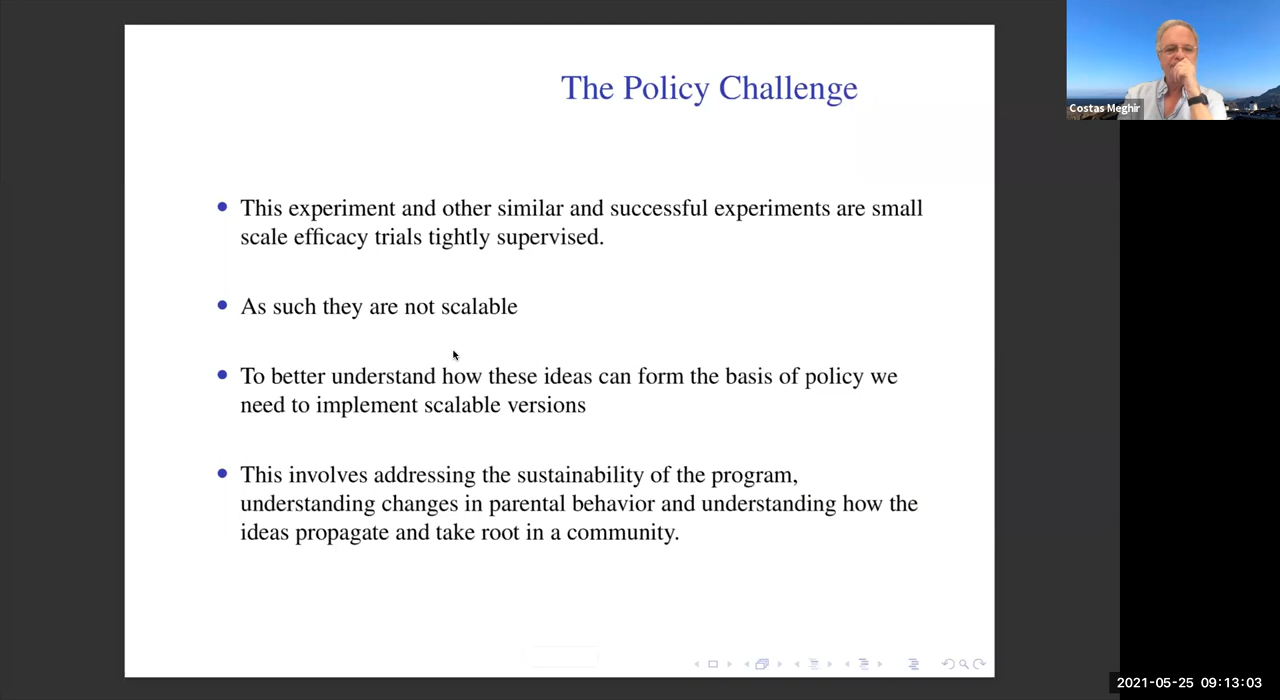 The Policy Challenge
Costas Meghir
This experiment and other similar and successful experiments are small
scale efficacy trials tightly supervised.
As such they are not scalable
To better understand how these ideas can form the basis of policy we
need to implement scalable versions
This involves addressing the sustainability of the program,
understanding changes in parental behavior and understanding how the
ideas propagate and take root in a community.
2021-05-25 09:13:03